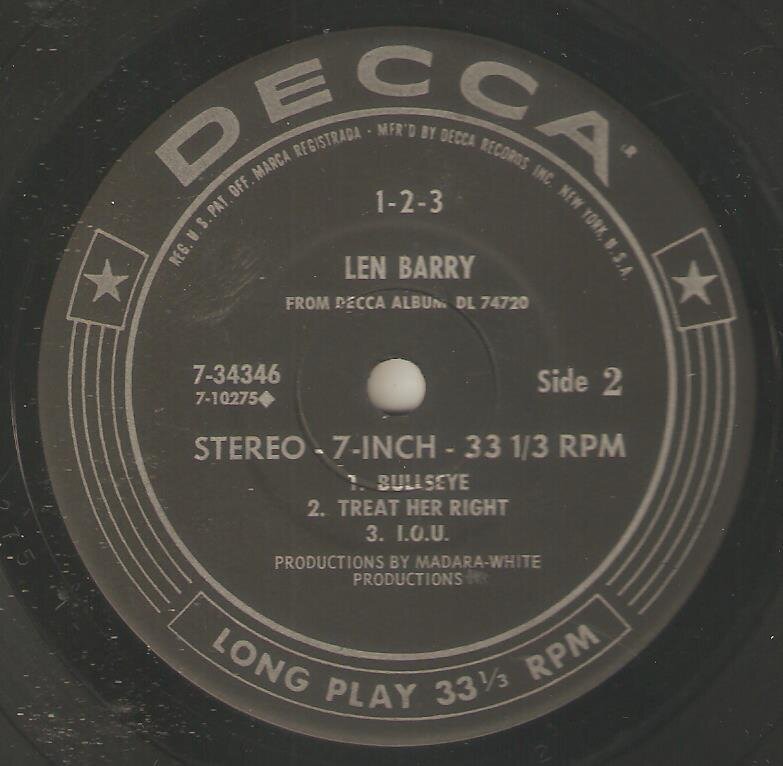 DECCA
REG. U. S. PAT. OFF. MARCA REGISTRADA · MFR'D BY DECCA RECORDS INC. NEW YORK, U.S.A.
1-2-3
LEN BARRY
FROM DECCA ALBUM DL 74720
7-34346
7-10275◆
Side 2
STEREO - 7-INCH - 33 1/3 RPM
1. BULLSEYE
2. TREAT HER RIGHT
3. I.O.U.
PRODUCTIONS BY MADARA-WHITE
PRODUCTIONS
LONG PLAY 33⅓ RPM